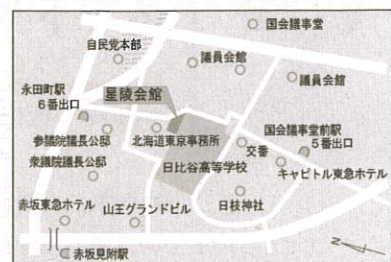 国会議事堂
自民党本部
議員会館
議員会館
星陵会館
永田町駅
6番出口
参議院議長公邸
北海道東京事務所
国会議事堂前駅
5番出口
交番
衆議院議長公邸
日比谷高等学校
キャピトル東急ホテル
赤坂東急ホテル
山王グランドビル
日枝神社
赤坂見附駅
N